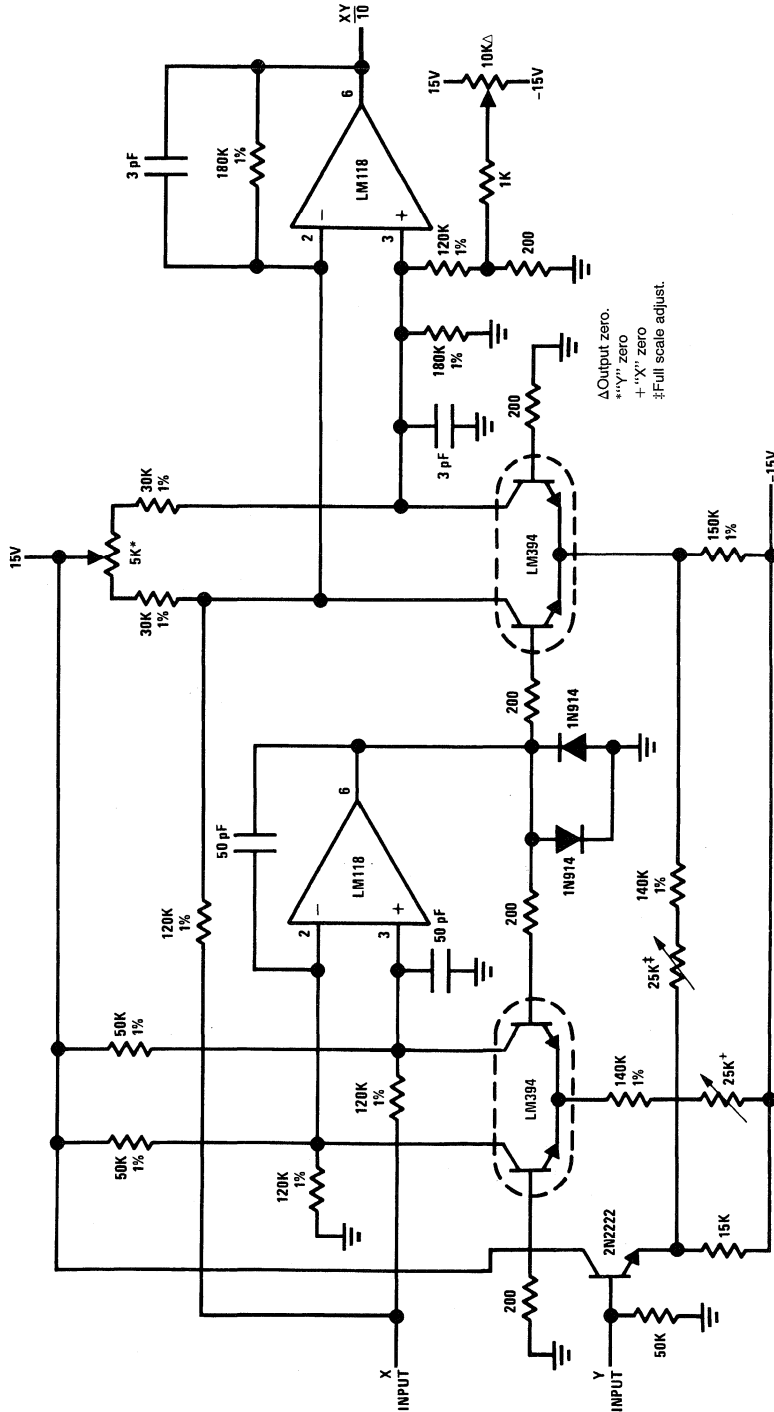 15V
50K
1%
50K
1%
120K
1%
120K
1%
120K
1%
X
INPUT
2
3
6
LM118
50 pF
50 pF
30K
1%
5K*
30K
1%
3 pF
180K
1%
2
3
6
LM118
XY
10
15V
10KΔ
-15V
1K
120K
1%
200
180K
1%
3 pF
200
LM394
200
LM394
200
200
1N914
1N914
Y
INPUT
50K
2N2222
15K
140K
1%
25K+
25K‡
140K
1%
150K
1%
-15V
ΔOutput zero.
*“Y” zero
+ “X” zero
‡Full scale adjust.